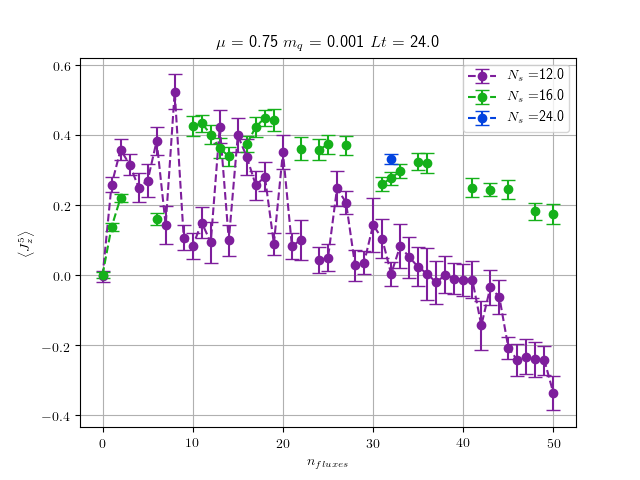 μ = 0.75 m_q = 0.001 Lt = 24.0
N_s =12.0
N_s =16.0
N_s =24.0
0.6
0.4
0.2
0.0
−0.2
−0.4
⟨J_z^5⟩
0 10 20 30 40 50
n_fluxes